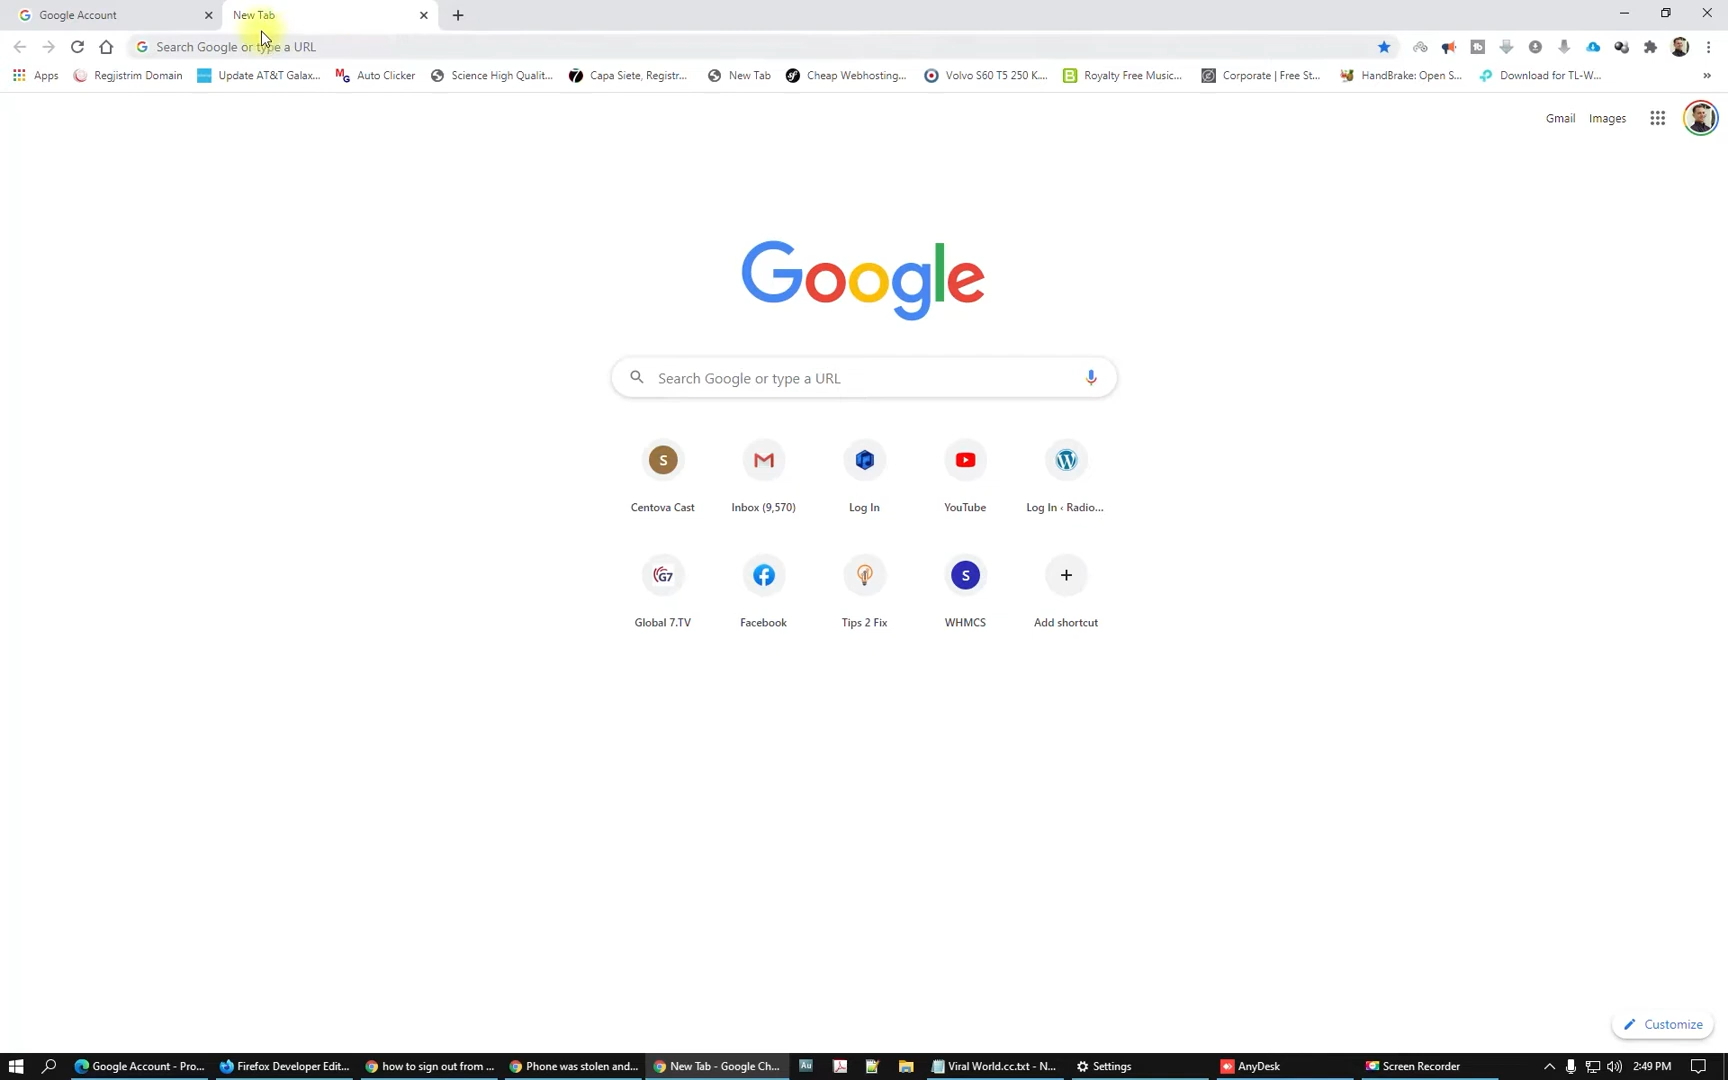 Google Account
New Tab
Search Google or type a URL
Apps
Regjistrim Domain
Update AT&T Galax...
Auto Clicker
Science High Qualit...
Capa Siete, Registr...
New Tab
Cheap Webhosting...
Volvo S60 T5 250 K...
Royalty Free Music...
Corporate | Free St...
HandBrake: Open S...
Download for TL-W...
Gmail
Images
Google
Search Google or type a URL
Centova Cast
Inbox (9,570)
Log In
YouTube
Log In ‹ Radio...
Global 7.TV
Facebook
Tips 2 Fix
WHMCS
Add shortcut
Customize
Google Account - Pro...
Firefox Developer Edit...
how to sign out from ...
Phone was stolen and...
New Tab - Google Ch...
Viral World.cc.txt - N...
Settings
AnyDesk
Screen Recorder
2:49 PM